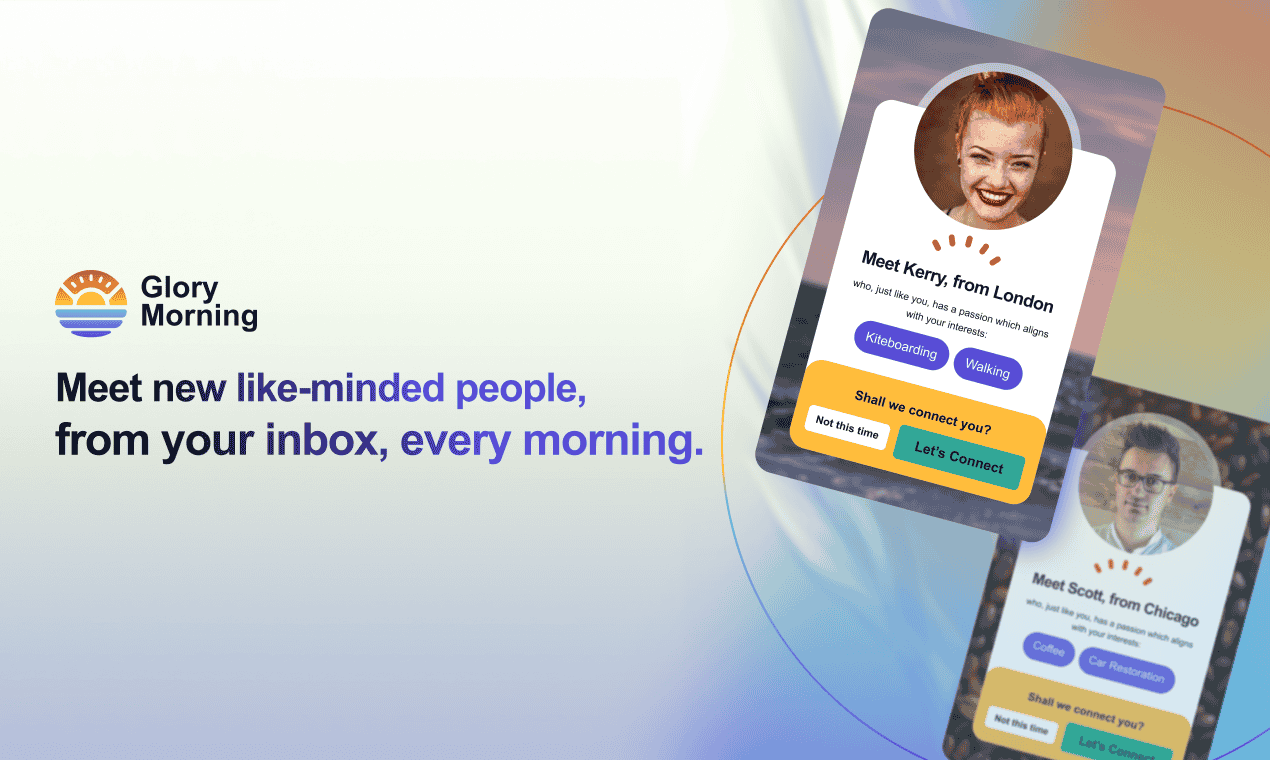 Glory
Morning
Meet new like-minded people,
from your inbox, every morning.
Meet Kerry, from London
who, just like you, has a passion which aligns
with your interests:
Kiteboarding
Walking
Shall we connect you?
Not this time
Let's Connect
Meet Scott, from Chicago
who, just like you, has a passion which aligns
with your interests:
Coffee
Car Restoration
Shall we connect you?
Not this time
Let's Connect